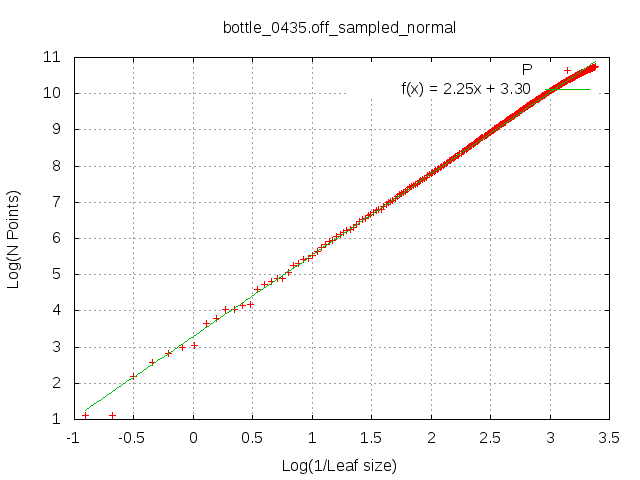 bottle_0435.off_sampled_normal
P
f(x) = 2.25x + 3.30
11
10
9
8
7
6
5
4
3
2
1
Log(N Points)
-1 -0.5 0 0.5 1 1.5 2 2.5 3 3.5
Log(1/Leaf size)